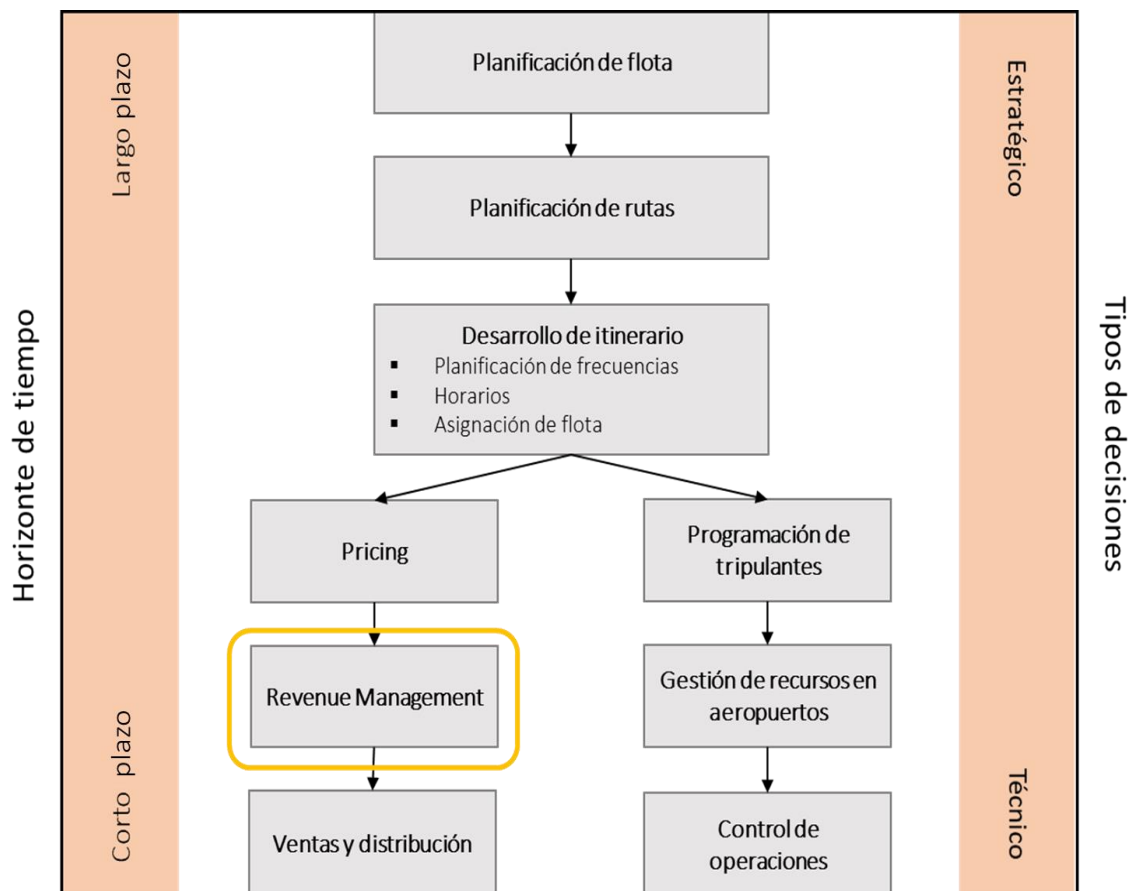 Horizonte de tiempo
Largo plazo
Corto plazo
Planificación de flota
Planificación de rutas
Desarrollo de itinerario
▪ Planificación de frecuencias
▪ Horarios
▪ Asignación de flota
Pricing
Programación de
tripulantes
Revenue Management
Gestión de recursos en
aeropuertos
Ventas y distribución
Control de
operaciones
Estratégico
Técnico
Tipos de decisiones